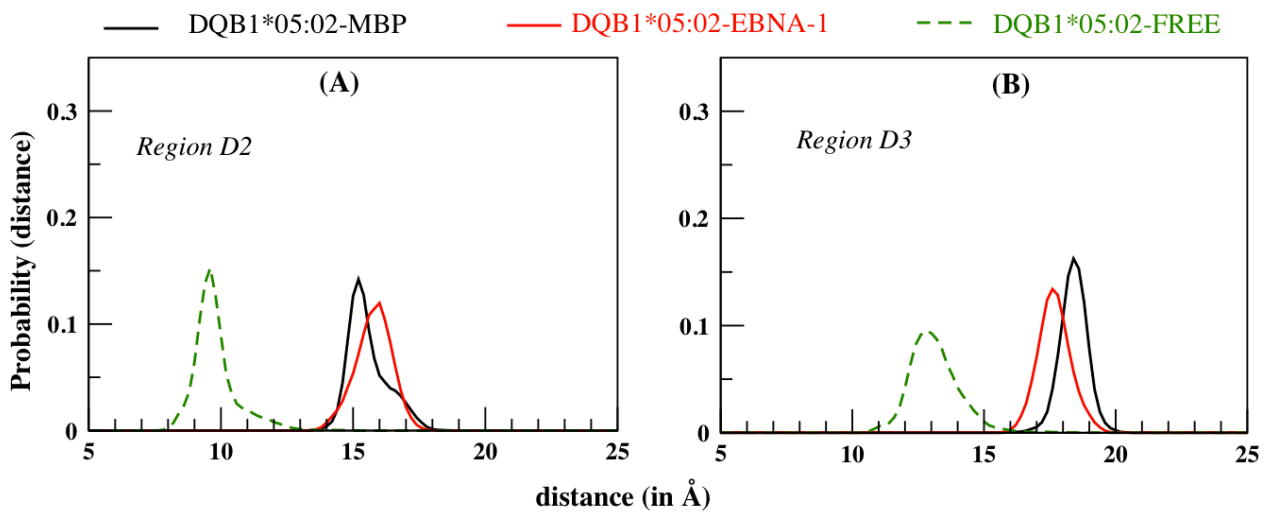 DQB1*05:02-MBP DQB1*05:02-EBNA-1 DQB1*05:02-FREE
(A) (B)
Region D2 Region D3
Probability (distance)
0.3 0.3
0.2 0.2
0.1 0.1
0 0
5 10 15 20 25 5 10 15 20 25
distance (in Å)